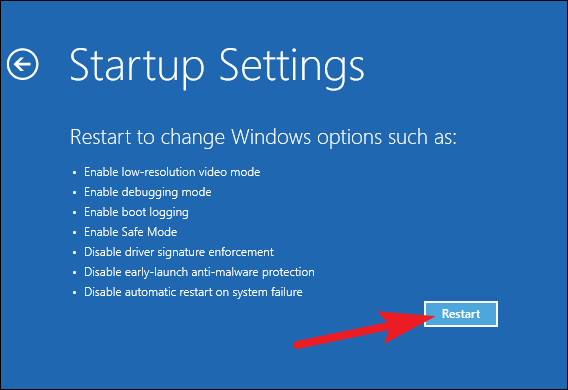 Startup Settings
Restart to change Windows options such as:
• Enable low-resolution video mode
• Enable debugging mode
• Enable boot logging
• Enable Safe Mode
• Disable driver signature enforcement
• Disable early-launch anti-malware protection
• Disable automatic restart on system failure
Restart